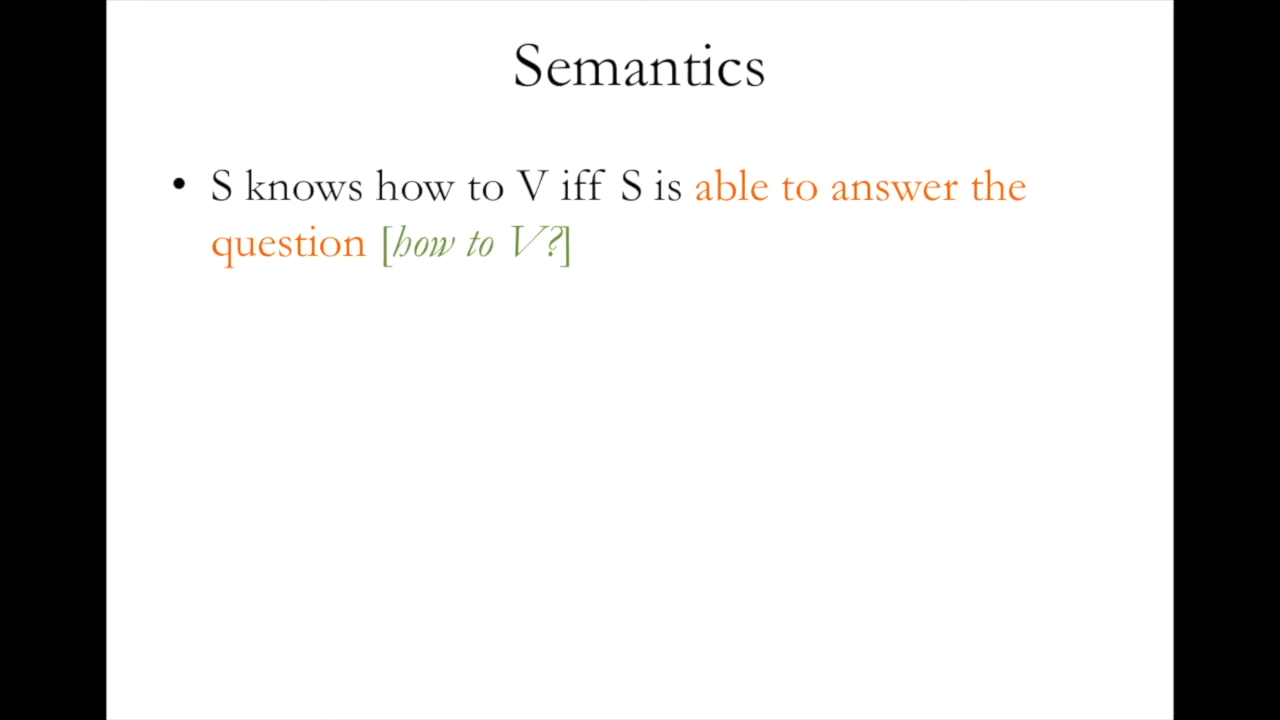 Semantics
• S knows how to V iff S is able to answer the
question [how to V?]